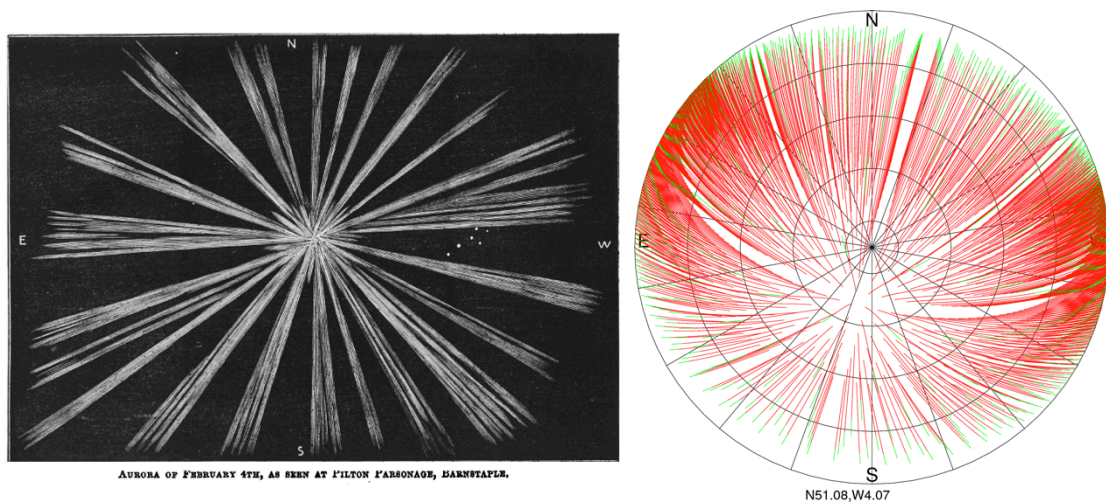 N
E
W
S
AURORA OF FEBRUARY 4TH, AS SEEN AT PILTON PARSONAGE, BARNSTAPLE.
N
E
S
N51.08,W4.07